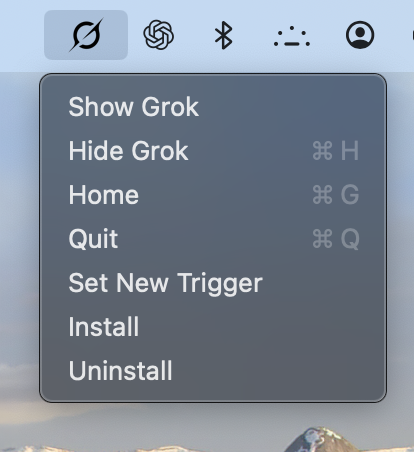 Show Grok
Hide Grok ⌘ H
Home ⌘ G
Quit ⌘ Q
Set New Trigger
Install
Uninstall